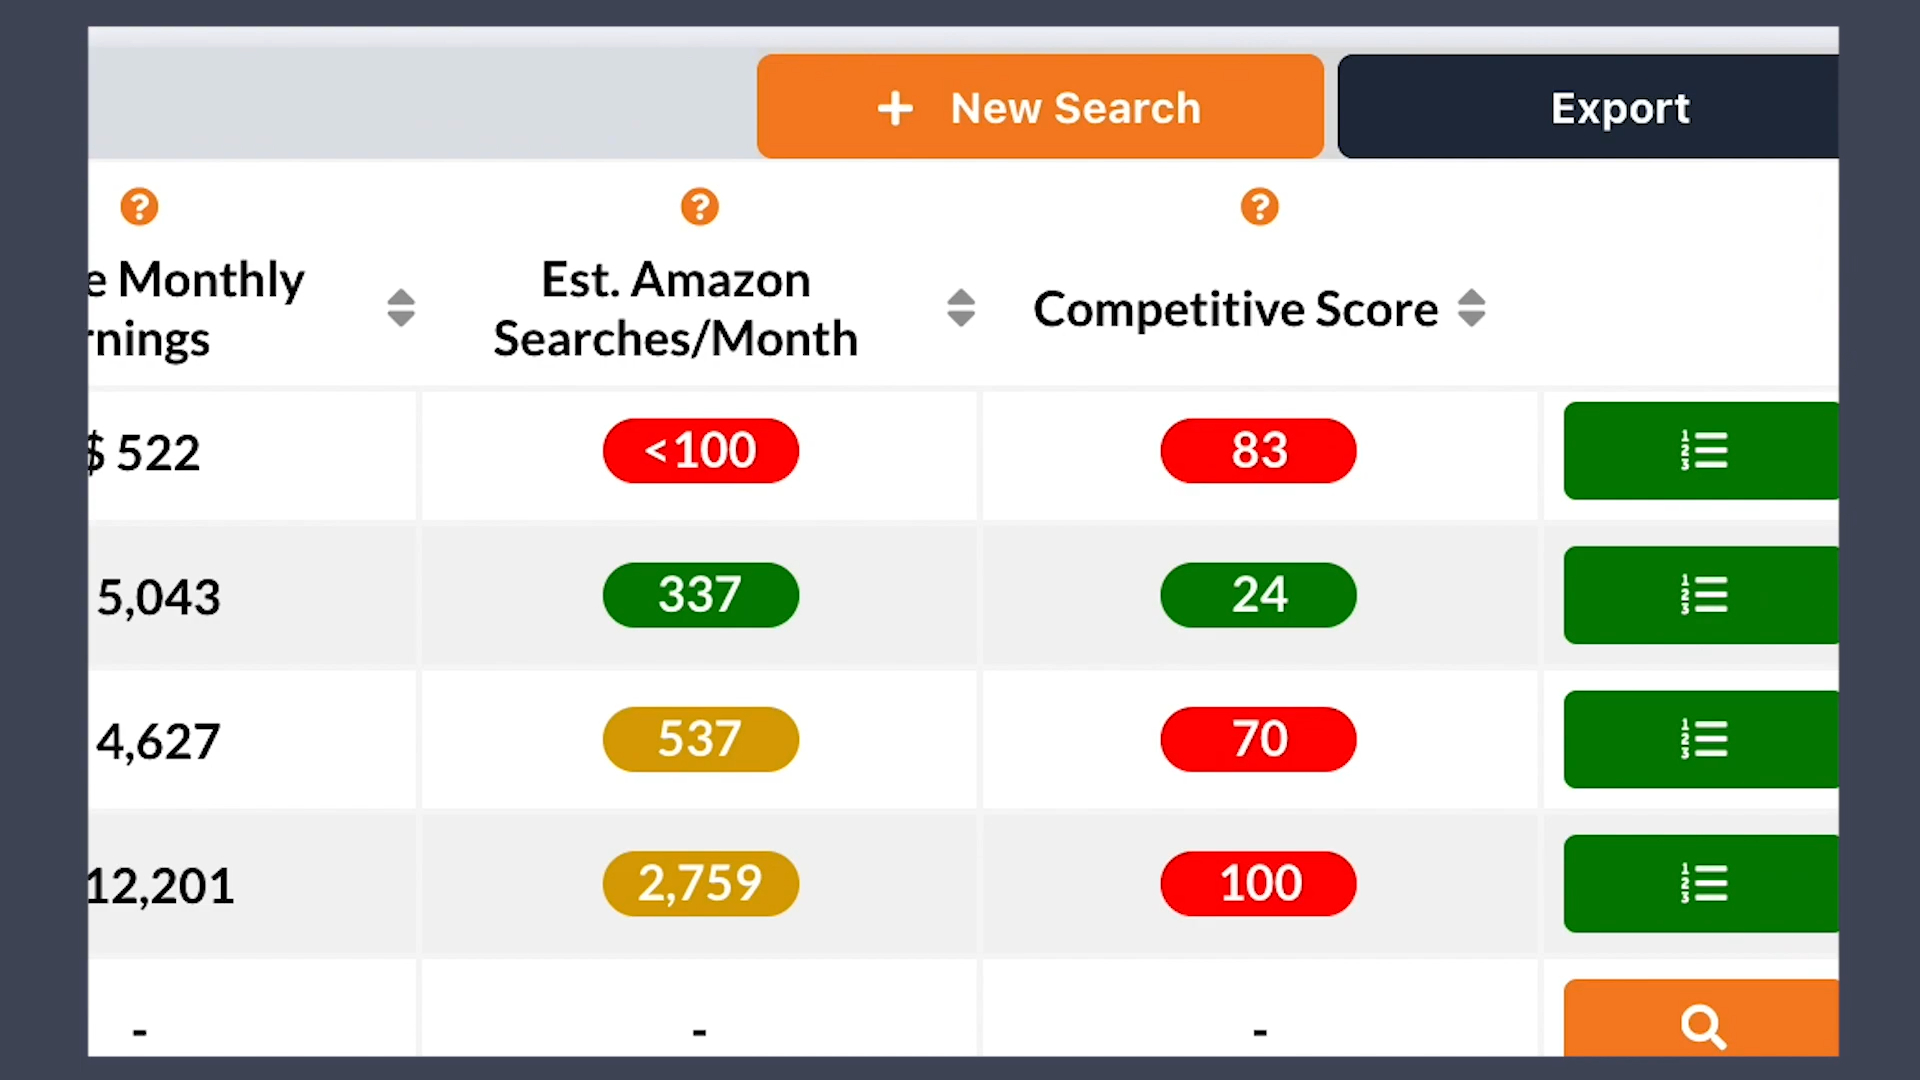 + New Search Export
? ? ?
e Monthly Est. Amazon
rnings Searches/Month Competitive Score
$ 522 <100 83
5,043 337 24
4,627 537 70
12,201 2,759 100
- - -